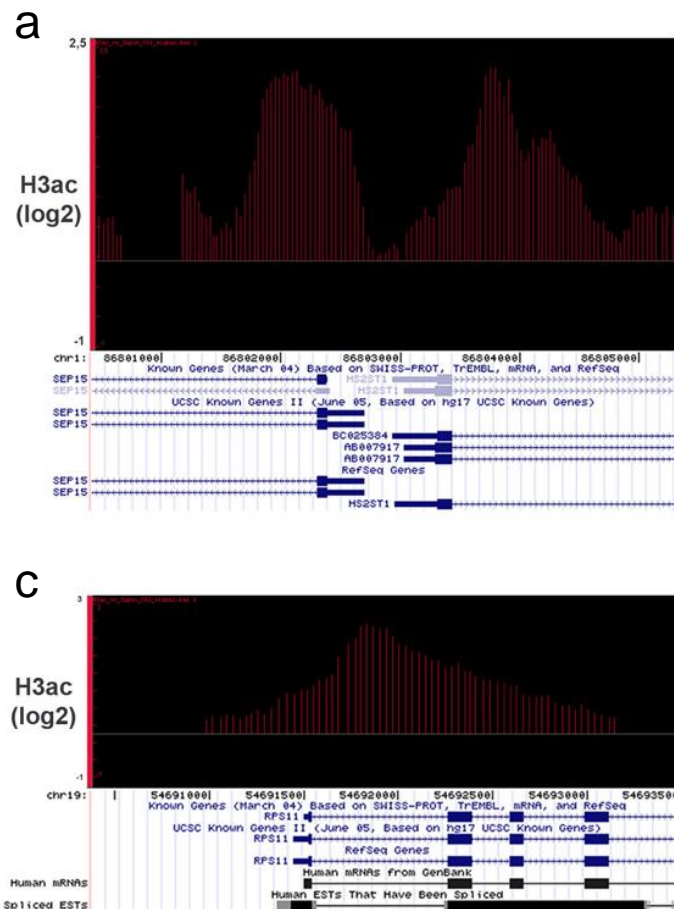 a
2,5
H3ac
(log2)
-1
chr1: 86801000 86802000 86803000 86804000 86805000
Known Genes (March 04) Based on SWISS-PROT, TrEMBL, mRNA, and RefSeq
SEP15 HS2ST1
SEP15 HS2ST1
UCSC Known Genes II (June 05, Based on hg17 UCSC Known Genes)
SEP15
SEP15
BC025384
AB007917
AB007917
RefSeq Genes
SEP15
SEP15
HS2ST1
c
3
H3ac
(log2)
-1
chr19: 54691000 54691500 54692000 54692500 54693000 54693500
Known Genes (March 04) Based on SWISS-PROT, TrEMBL, mRNA, and RefSeq
RPS11
UCSC Known Genes II (June 05, Based on hg17 UCSC Known Genes)
RPS11
RefSeq Genes
RPS11
Human mRNAs from GenBank
Human mRNAs
Human ESTs That Have Been Spliced
Spliced ESTs